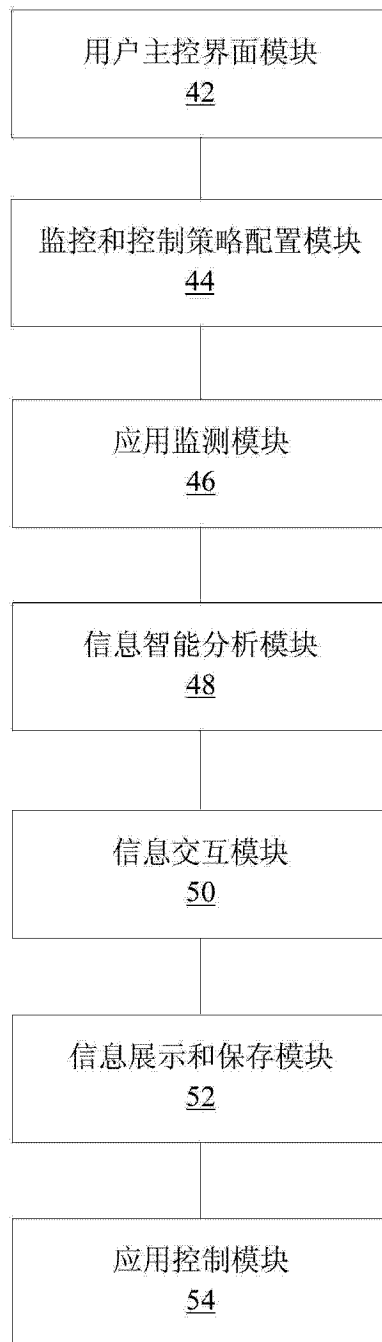 用户主控界面模块
42
监控和控制策略配置模块
44
应用监测模块
46
信息智能分析模块
48
信息交互模块
50
信息展示和保存模块
52
应用控制模块
54